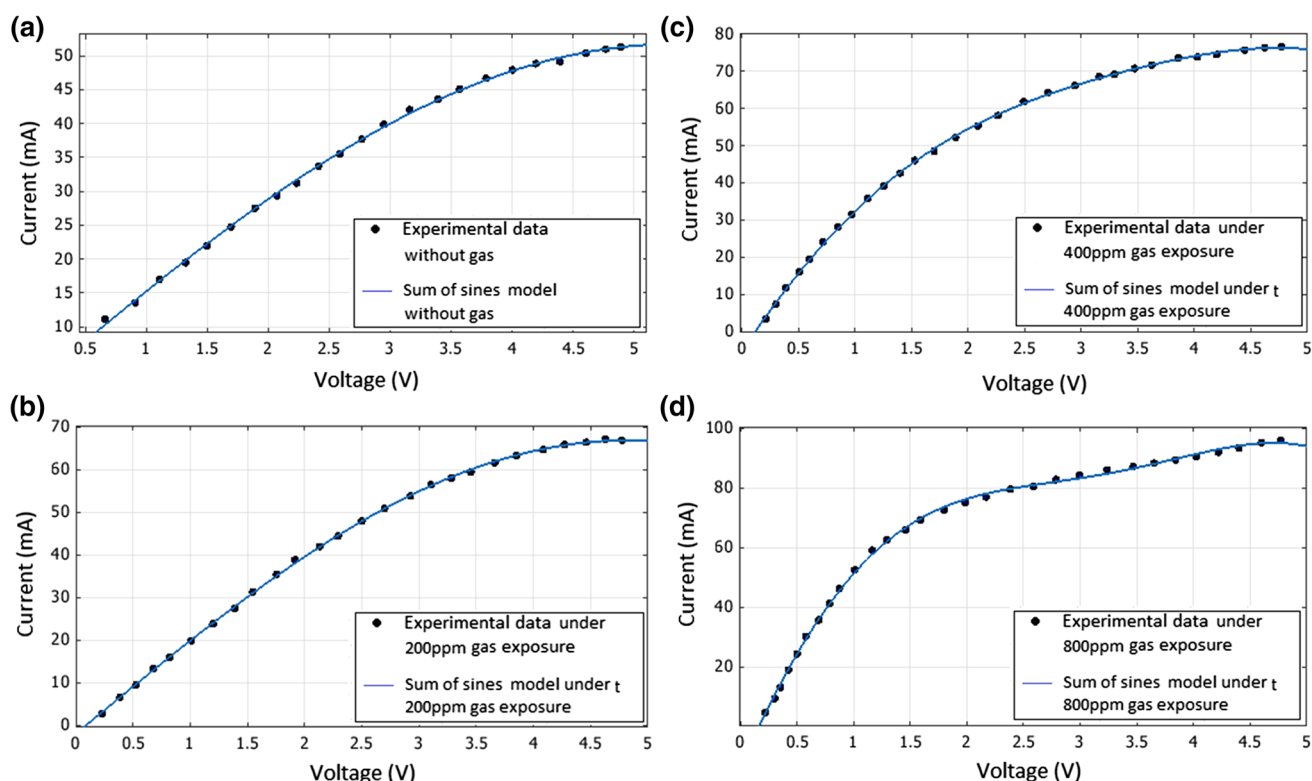 (a)
50
45
40
35
30
25
20
15
10
Current (mA)
0.5 1 1.5 2 2.5 3 3.5 4 4.5 5
Voltage (V)
Experimental data
without gas
Sum of sines model
without gas
(c)
80
70
60
50
40
30
20
10
0
Current (mA)
0 0.5 1 1.5 2 2.5 3 3.5 4 4.5 5
Voltage (V)
Experimental data under
400ppm gas exposure
Sum of sines model under t
400ppm gas exposure
(b)
70
60
50
40
30
20
10
0
Current (mA)
0 0.5 1 1.5 2 2.5 3 3.5 4 4.5 5
Voltage (V)
Experimental data under
200ppm gas exposure
Sum of sines model under t
200ppm gas exposure
(d)
100
80
60
40
20
Current (mA)
0 0.5 1 1.5 2 2.5 3 3.5 4 4.5 5
Voltage (V)
Experimental data under
800ppm gas exposure
Sum of sines model under t
800ppm gas exposure